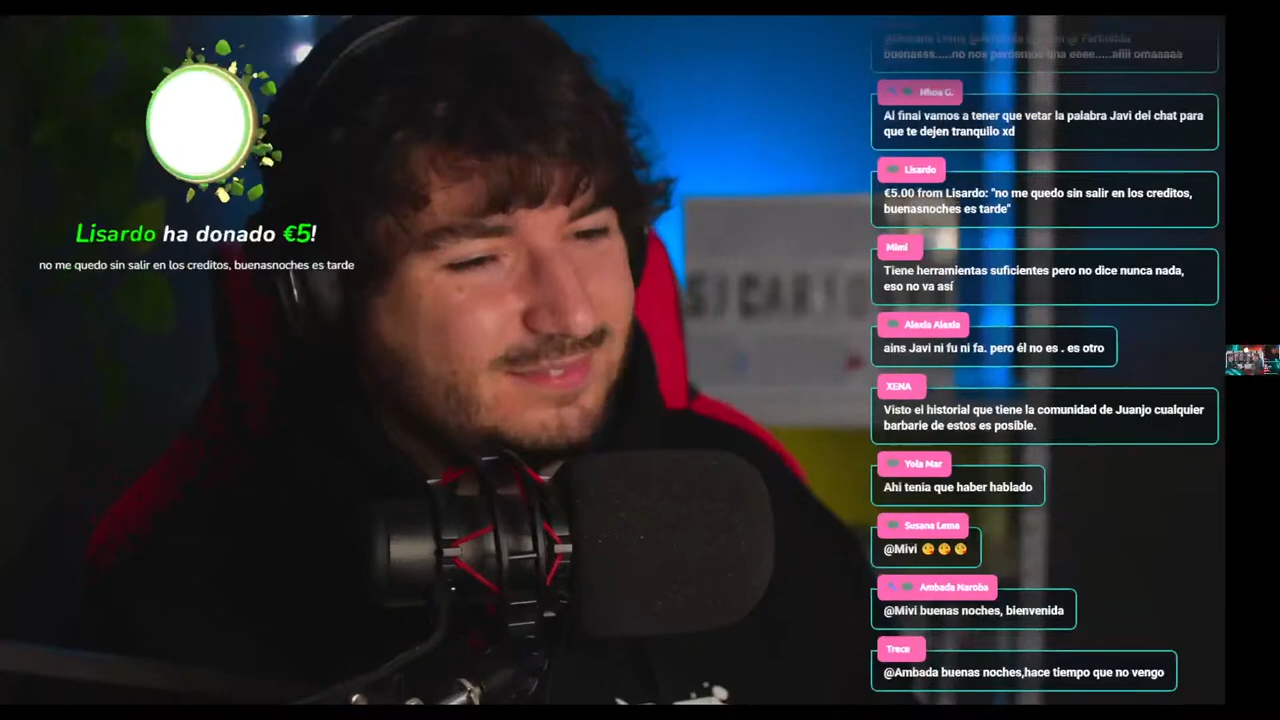 Lisardo ha donado €5!
no me quedo sin salir en los creditos, buenasnoches es tarde
buenasss.....no nos perdemos una eeee.....afiii omaaaaa
Al final vamos a tener que vetar la palabra Javi del chat para
que te dejen tranquilo xd
Lisardo
€5.00 from Lisardo: "no me quedo sin salir en los creditos,
buenasnoches es tarde"
Mimi
Tiene herramientas suficientes pero no dice nunca nada,
eso no va así
Alexia Alexia
ains Javi ni fu ni fa. pero él no es . es otro
XENA
Visto el historial que tiene la comunidad de Juanjo cualquier
barbarie de estos es posible.
Yola Mar
Ahi tenia que haber hablado
Susana Lema
@Mivi 😘😘😘
Ambada Naroba
@Mivi buenas noches, bienvenida
Trece
@Ambada buenas noches,hace tiempo que no vengo